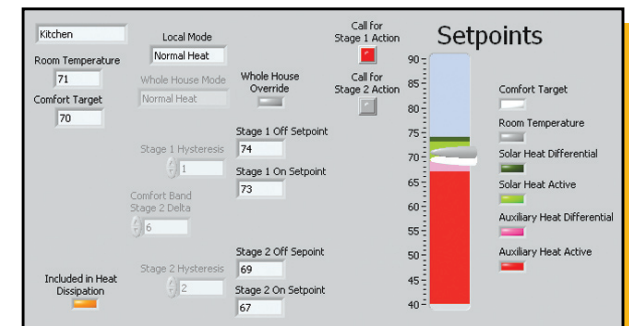 Kitchen
Room Temperature
71
Comfort Target
70
Local Mode
Normal Heat
Whole House Mode
Normal Heat
Whole House
Override
Call for
Stage 1 Action
Call for
Stage 2 Action
Stage 1 Hysteresis
1
Stage 1 Off Setpoint
74
Stage 1 On Setpoint
73
Comfort Band
Stage 2 Delta
6
Stage 2 Hysteresis
2
Stage 2 Off Sepoint
69
Stage 2 On Setpoint
67
Included in Heat
Dissipation
Setpoints
90
85
80
75
70
65
60
55
50
45
40
Comfort Target
Room Temperature
Solar Heat Differential
Solar Heat Active
Auxiliary Heat Differential
Auxiliary Heat Active